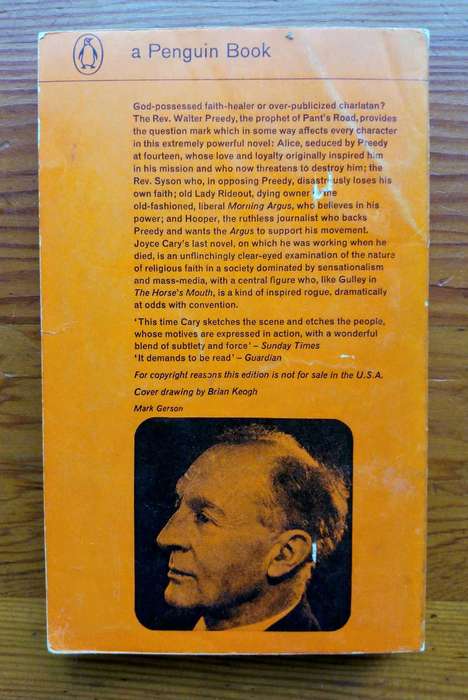 a Penguin Book
God-possessed faith-healer or over-publicized charlatan?
The Rev. Walter Preedy, the prophet of Pant's Road, provides
the question mark which in some way affects every character
in this extremely powerful novel: Alice, seduced by Preedy
at fourteen, whose love and loyalty originally inspired him
in his mission and who now threatens to destroy him; the
Rev. Syson who, in opposing Preedy, disastrously loses his
own faith; old Lady Rideout, dying owner
old-fashioned, liberal Morning Argus, who believes in his
power; and Hooper, the ruthless journalist who backs
Preedy and wants the Argus to support his movement.
Joyce Cary's last novel, on which he was working when he
died, is an unflinchingly clear-eyed examination of the nature
of religious faith in a society dominated by sensationalism
and mass-media, with a central figure who, like Gulley in
The Horse's Mouth, is a kind of inspired rogue, dramatically
at odds with convention.
'This time Cary sketches the scene and etches the people,
whose motives are expressed in action, with a wonderful
blend of subtlety and force' – Sunday Times
'It demands to be read' – Guardian
For copyright reasons this edition is not for sale in the U.S.A.
Cover drawing by Brian Keogh
Mark Gerson